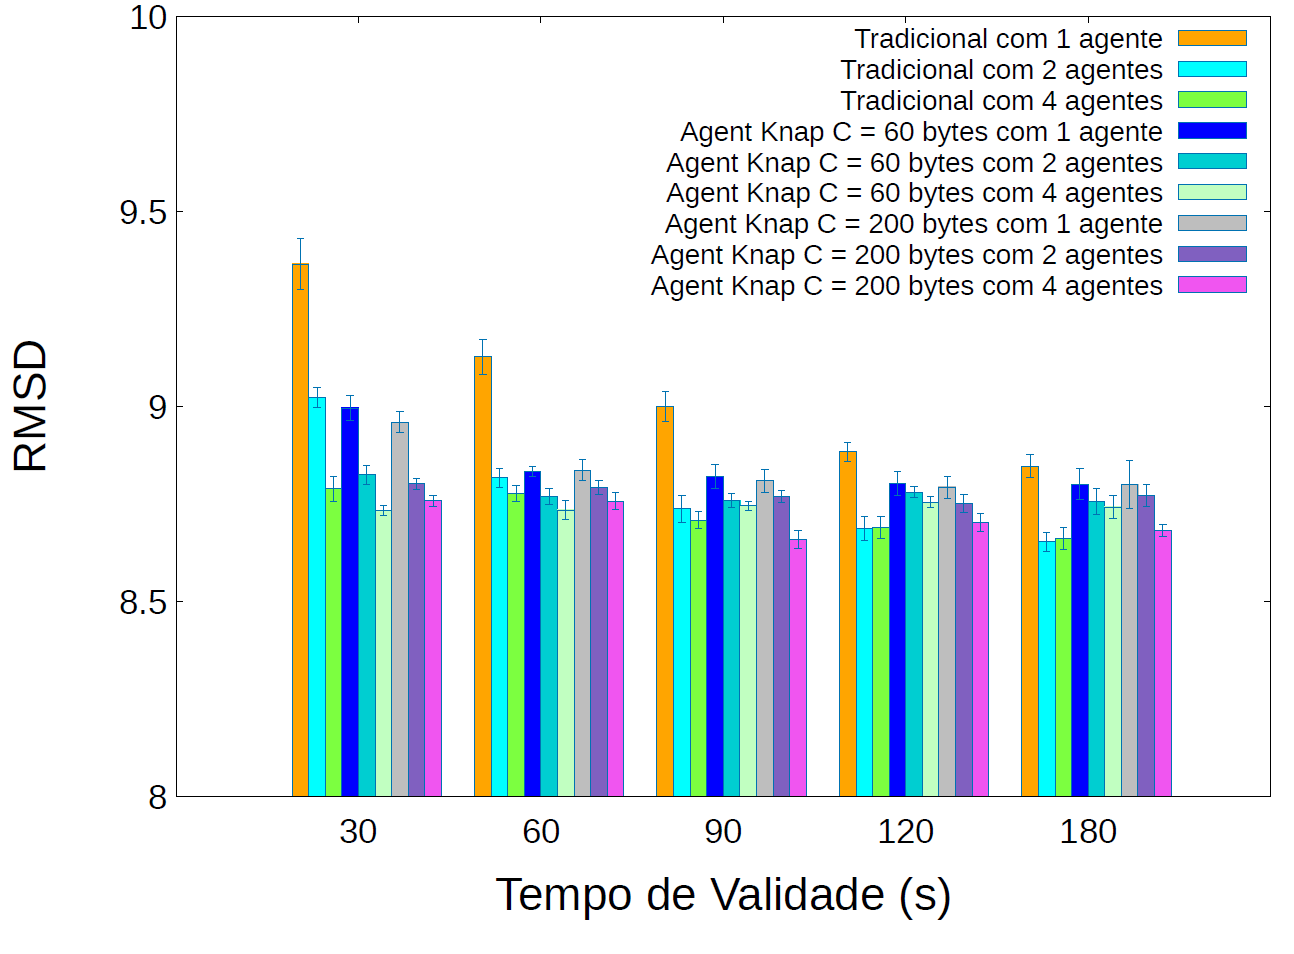 10
9.5
9
8.5
8
RMSD
Tradicional com 1 agente
Tradicional com 2 agentes
Tradicional com 4 agentes
Agent Knap C = 60 bytes com 1 agente
Agent Knap C = 60 bytes com 2 agentes
Agent Knap C = 60 bytes com 4 agentes
Agent Knap C = 200 bytes com 1 agente
Agent Knap C = 200 bytes com 2 agentes
Agent Knap C = 200 bytes com 4 agentes
30 60 90 120 180
Tempo de Validade (s)